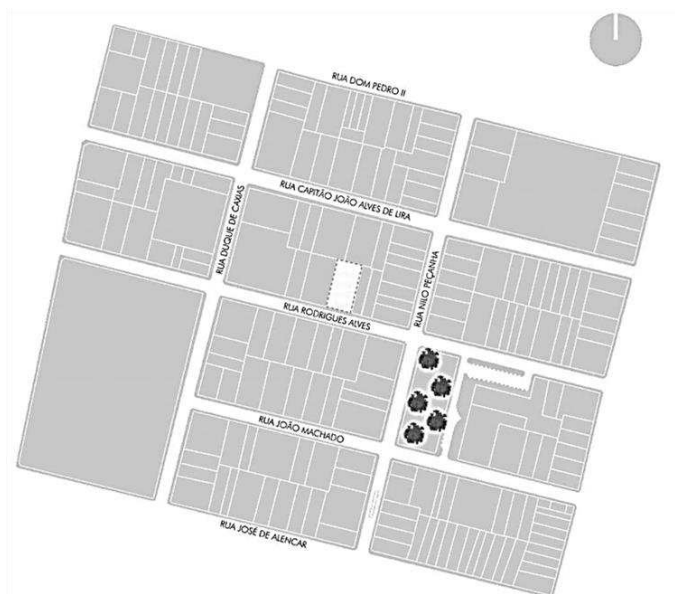 RUA DOM PEDRO II
RUA CAPITÃO JOÃO ALVES DE LIRA
RUA DUQUE DE CAXIAS
RUA NILO PEÇANHA
RUA RODRIGUES ALVES
RUA JOÃO MACHADO
RUA JOSÉ DE ALENCAR